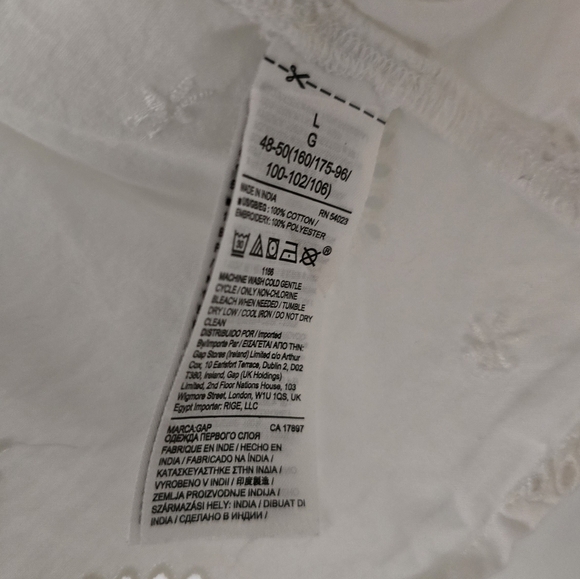 L
G
48-50(160/175-96/
100-102/106)
MADE IN INDIA RN 54023
US/GB/ES : 100% COTTON /
EMBROIDERY: 100% POLYESTER
30 ®
1166
MACHINE WASH COLD GENTLE
CYCLE / ONLY NON-CHLORINE
BLEACH WHEN NEEDED / TUMBLE
DRY LOW / COOL IRON / DO NOT DRY
CLEAN
DISTRIBUIDO POR / Imported
By/Importe Par / ΕΙΣΑΓΕΤΑΙ ΑΠΟ ΤΗΝ:
Gap Stores (Ireland) Limited c/o Arthur
Cox, 10 Earlsfort Terrace, Dublin 2, D02
T380, Ireland, Gap (UK Holdings)
Limited, 2nd Floor Nations House, 103
Wigmore Street, London, W1U 1QS, UK
Egypt Importer: RIGE, LLC
MARCA:GAP CA 17897
ОДЕЖДА ПЕРВОГО СЛОЯ
FABRIQUE EN INDE / HECHO EN
INDIA / FABRICADO NA ÍNDIA /
ΚΑΤΑΣΚΕΥΑΣΤΗΚΕ ΣΤΗΝ ΙΝΔΙΑ /
VYROBENO V INDII / 印度製造 /
ZEMLJA PROIZVODNJE INDIJA /
SZÁRMAZÁSI HELY: INDIA / DIBUAT DI
INDIA / СДЕЛАНО В ИНДИИ /